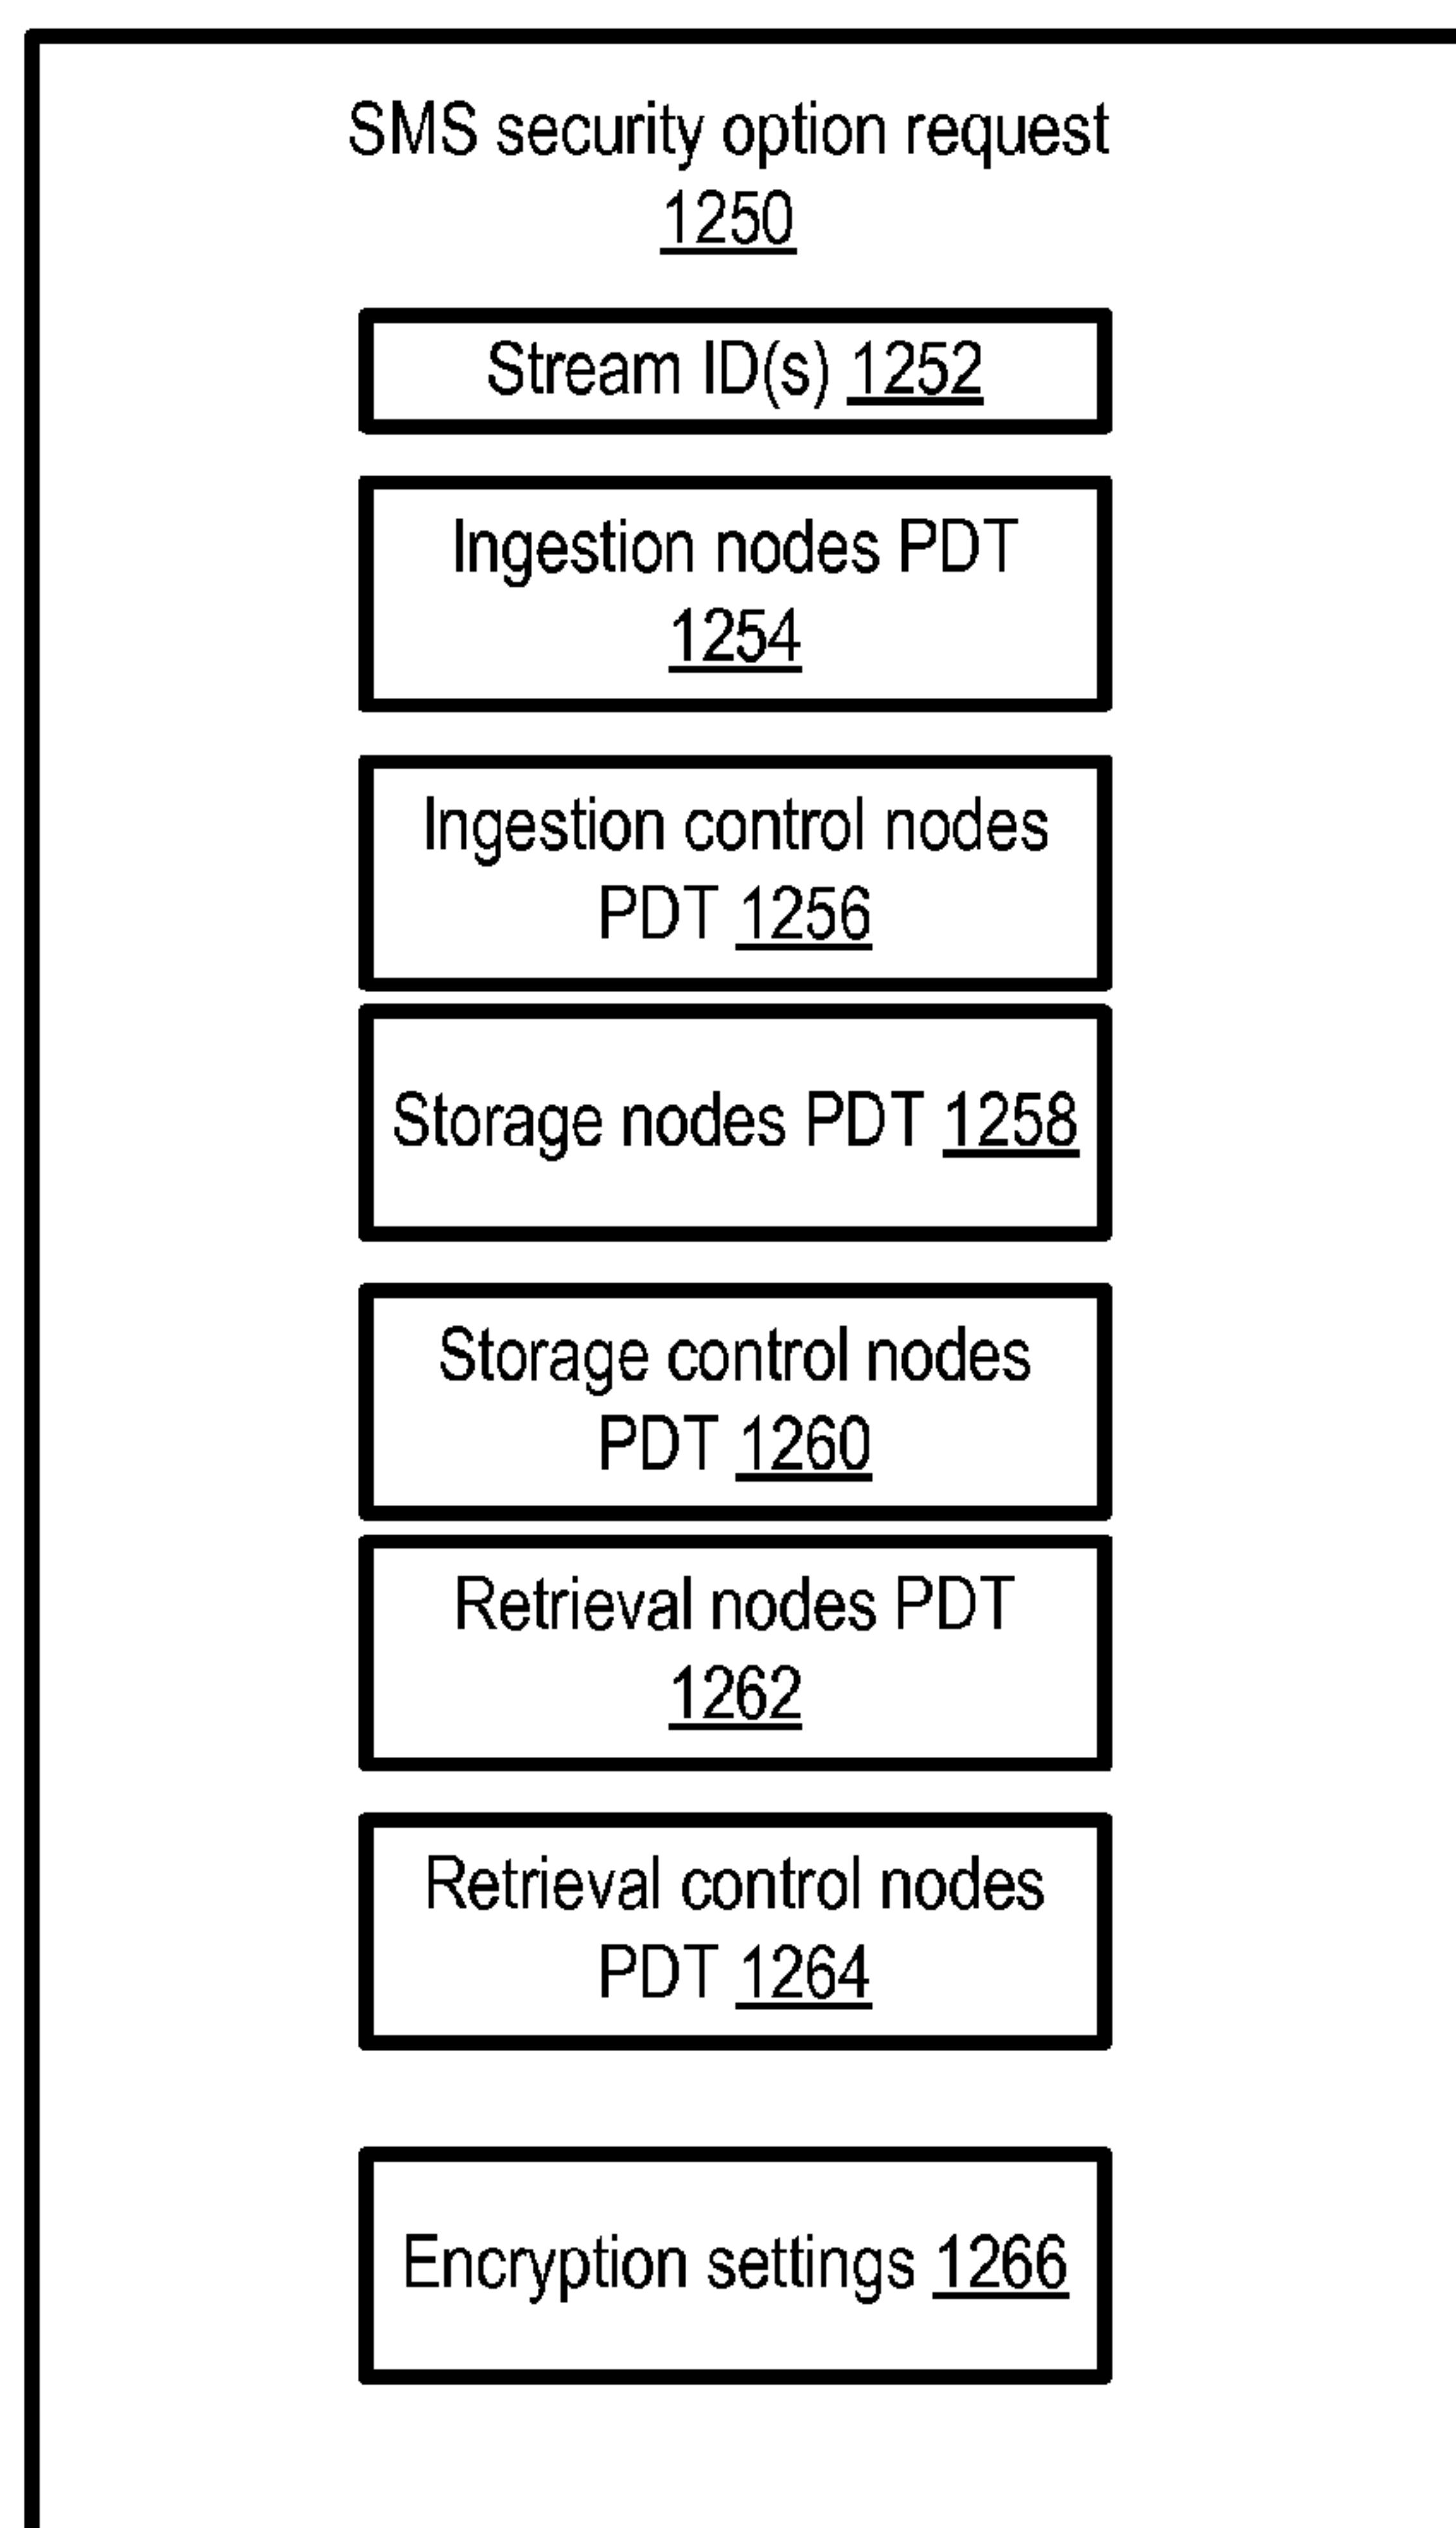 SMS security option request
1250
Stream ID(s) 1252
Ingestion nodes PDT
1254
Ingestion control nodes
PDT 1256
Storage nodes PDT 1258
Storage control nodes
PDT 1260
Retrieval nodes PDT
1262
Retrieval control nodes
PDT 1264
Encryption settings 1266